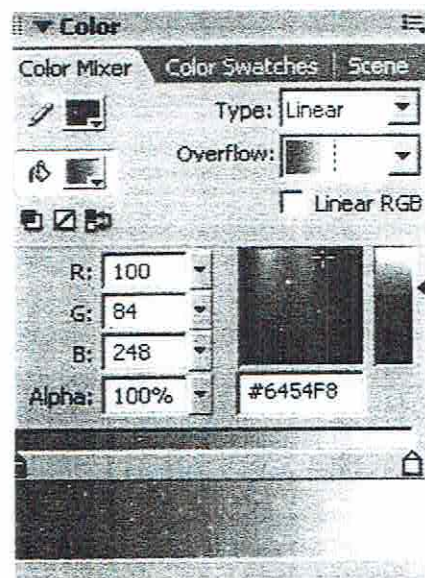 Color
Color Mixer Color Swatches Scene
Type: Linear
Overflow:
Linear RGB
R: 100
G: 84
B: 248
Alpha: 100% #6454F8